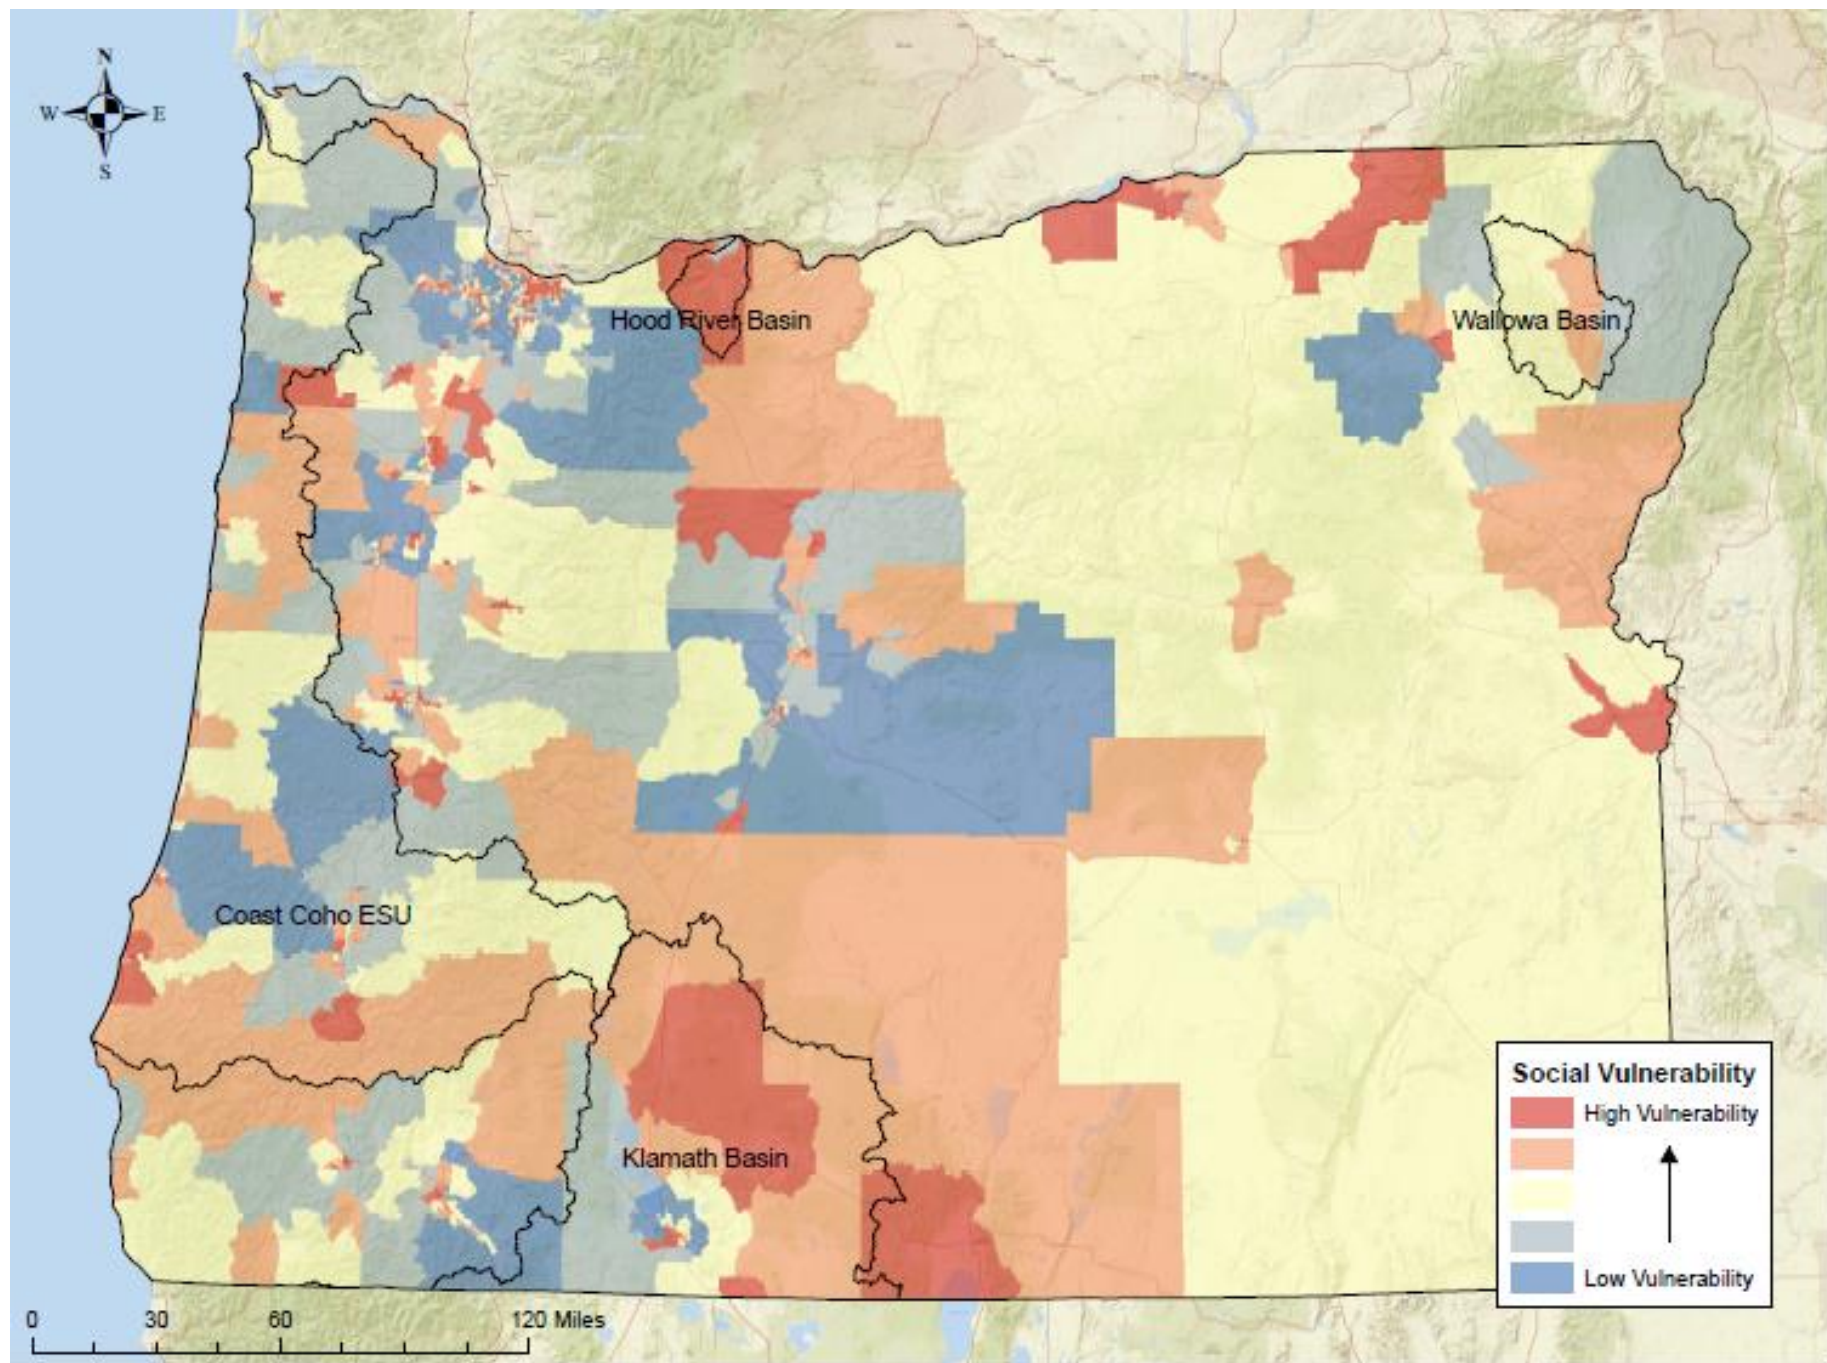 N
W E
S
Hood River Basin
Wallowa Basin
Coast Coho ESU
Klamath Basin
Social Vulnerability
High Vulnerability
Low Vulnerability
0 30 60 120 Miles